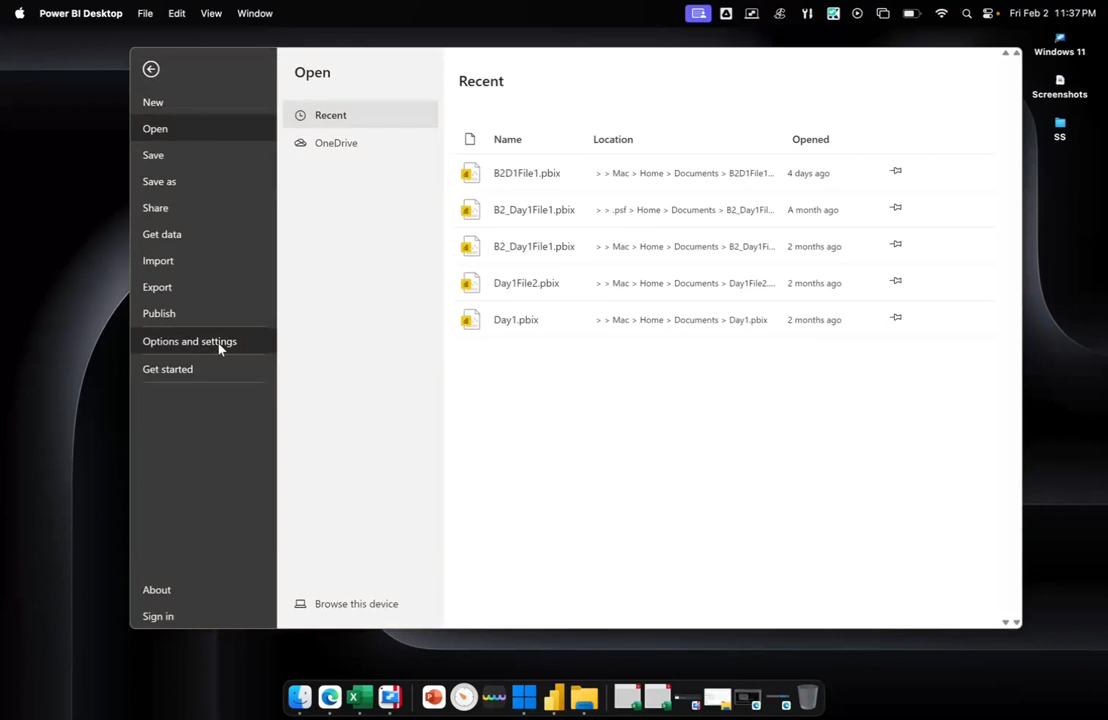 Power BI Desktop File Edit View Window Fri Feb 2 11:37 PM
Windows 11
Screenshots
SS
New
Open
Save
Save as
Share
Get data
Import
Export
Publish
Options and settings
Get started
About
Sign in
Open
Recent
OneDrive
Browse this device
Recent
Name Location Opened
B2D1File1.pbix > > Mac > Home > Documents > B2D1File1... 4 days ago
B2_Day1File1.pbix > > .psf > Home > Documents > B2_Day1Fil... A month ago
B2_Day1File1.pbix > > Mac > Home > Documents > B2_Day1Fi... 2 months ago
Day1File2.pbix > > Mac > Home > Documents > Day1File2.... 2 months ago
Day1.pbix > > Mac > Home > Documents > Day1.pbix 2 months ago